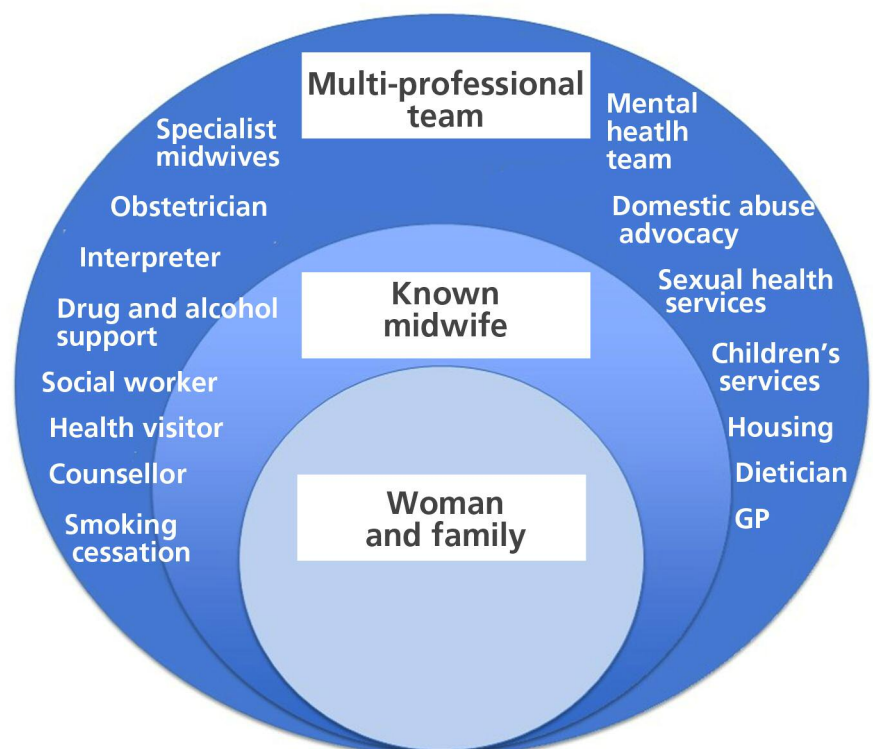 Multi-professional
team
Specialist
midwives
Obstetrician
Interpreter
Drug and alcohol
support
Social worker
Health visitor
Counsellor
Smoking
cessation
Mental
heatlh
team
Domestic abuse
advocacy
Sexual health
services
Children's
services
Housing
Dietician
GP
Known
midwife
Woman
and family